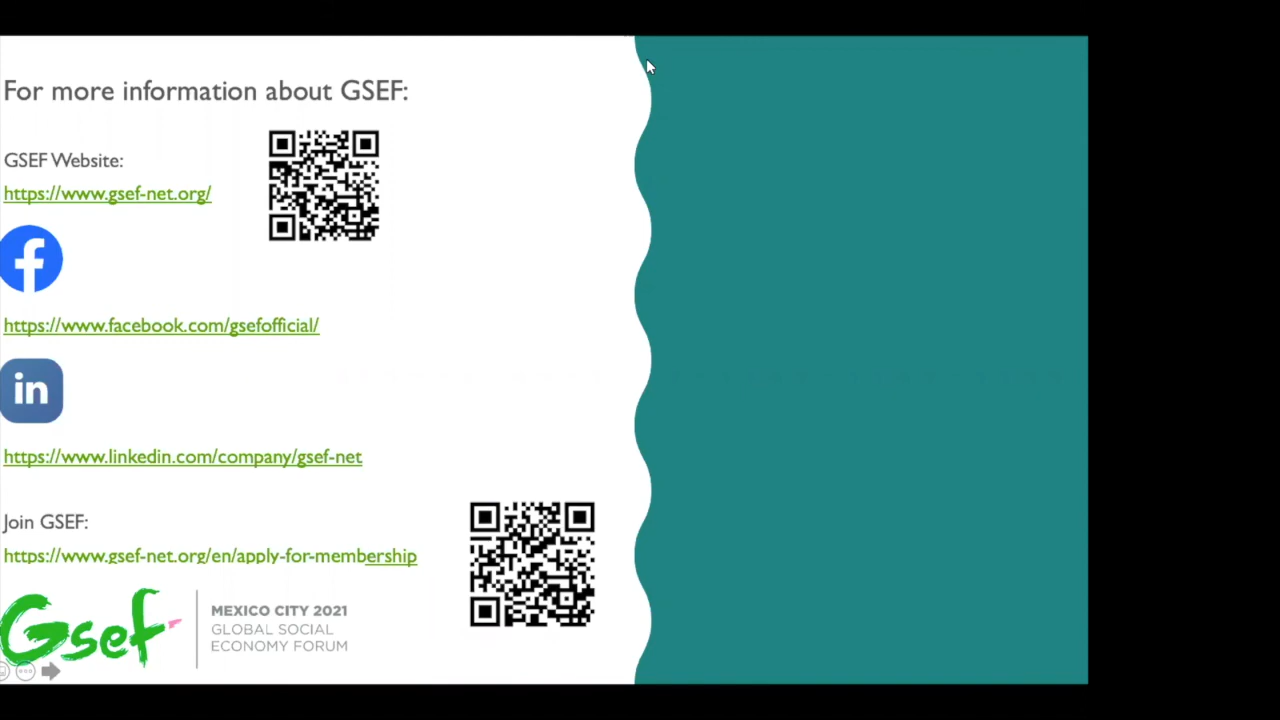 For more information about GSEF:
GSEF Website:
https://www.gsef-net.org/
https://www.facebook.com/gsefofficial/
in
https://www.linkedin.com/company/gsef-net
Join GSEF:
https://www.gsef-net.org/en/apply-for-membership
Gsef
MEXICO CITY 2021
GLOBAL SOCIAL
ECONOMY FORUM